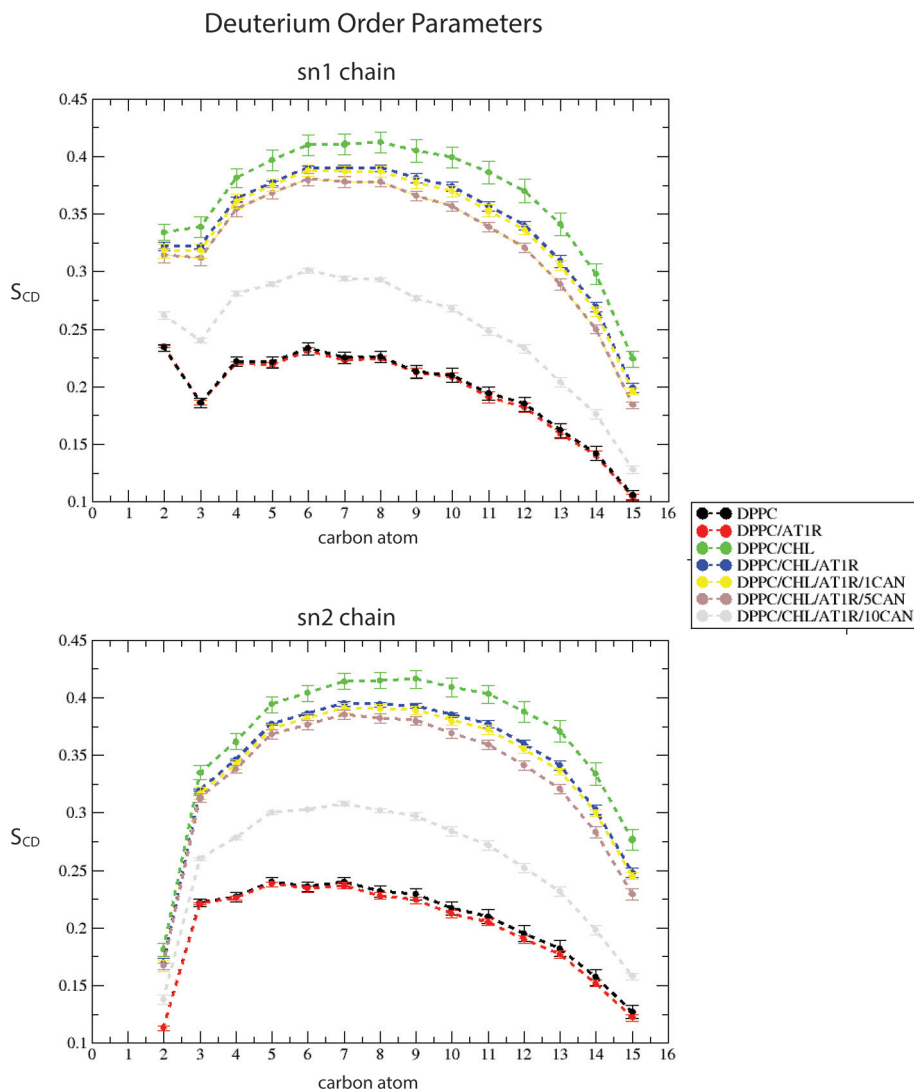 Deuterium Order Parameters
sn1 chain
0.45
0.4
0.35
0.3
S_CD
0.25
0.2
0.15
0.1
0 1 2 3 4 5 6 7 8 9 10 11 12 13 14 15 16
carbon atom
DPPC
DPPC/AT1R
DPPC/CHL
DPPC/CHL/AT1R
DPPC/CHL/AT1R/1CAN
DPPC/CHL/AT1R/5CAN
DPPC/CHL/AT1R/10CAN
sn2 chain
0.45
0.4
0.35
0.3
S_CD
0.25
0.2
0.15
0.1
0 1 2 3 4 5 6 7 8 9 10 11 12 13 14 15 16
carbon atom